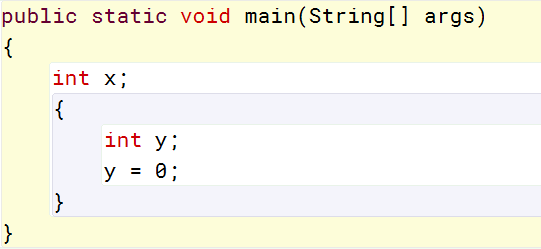 public static void main(String[] args)
{
    int x;
    {
        int y;
        y = 0;
    }
}